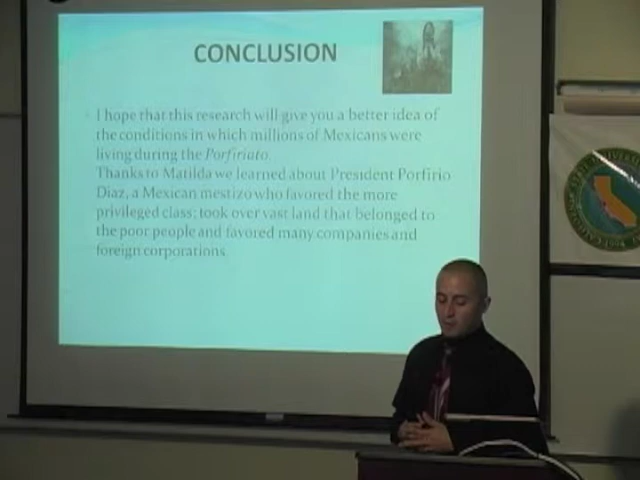 CONCLUSION
I hope that this research will give you a better idea of
the conditions in which millions of Mexicans were
living during the Porfiriato.
Thanks to Matilda we learned about President Porfirio
Diaz, a Mexican mestizo who favored the more
privileged class; took over vast land that belonged to
the poor people and favored many companies and
foreign corporations.